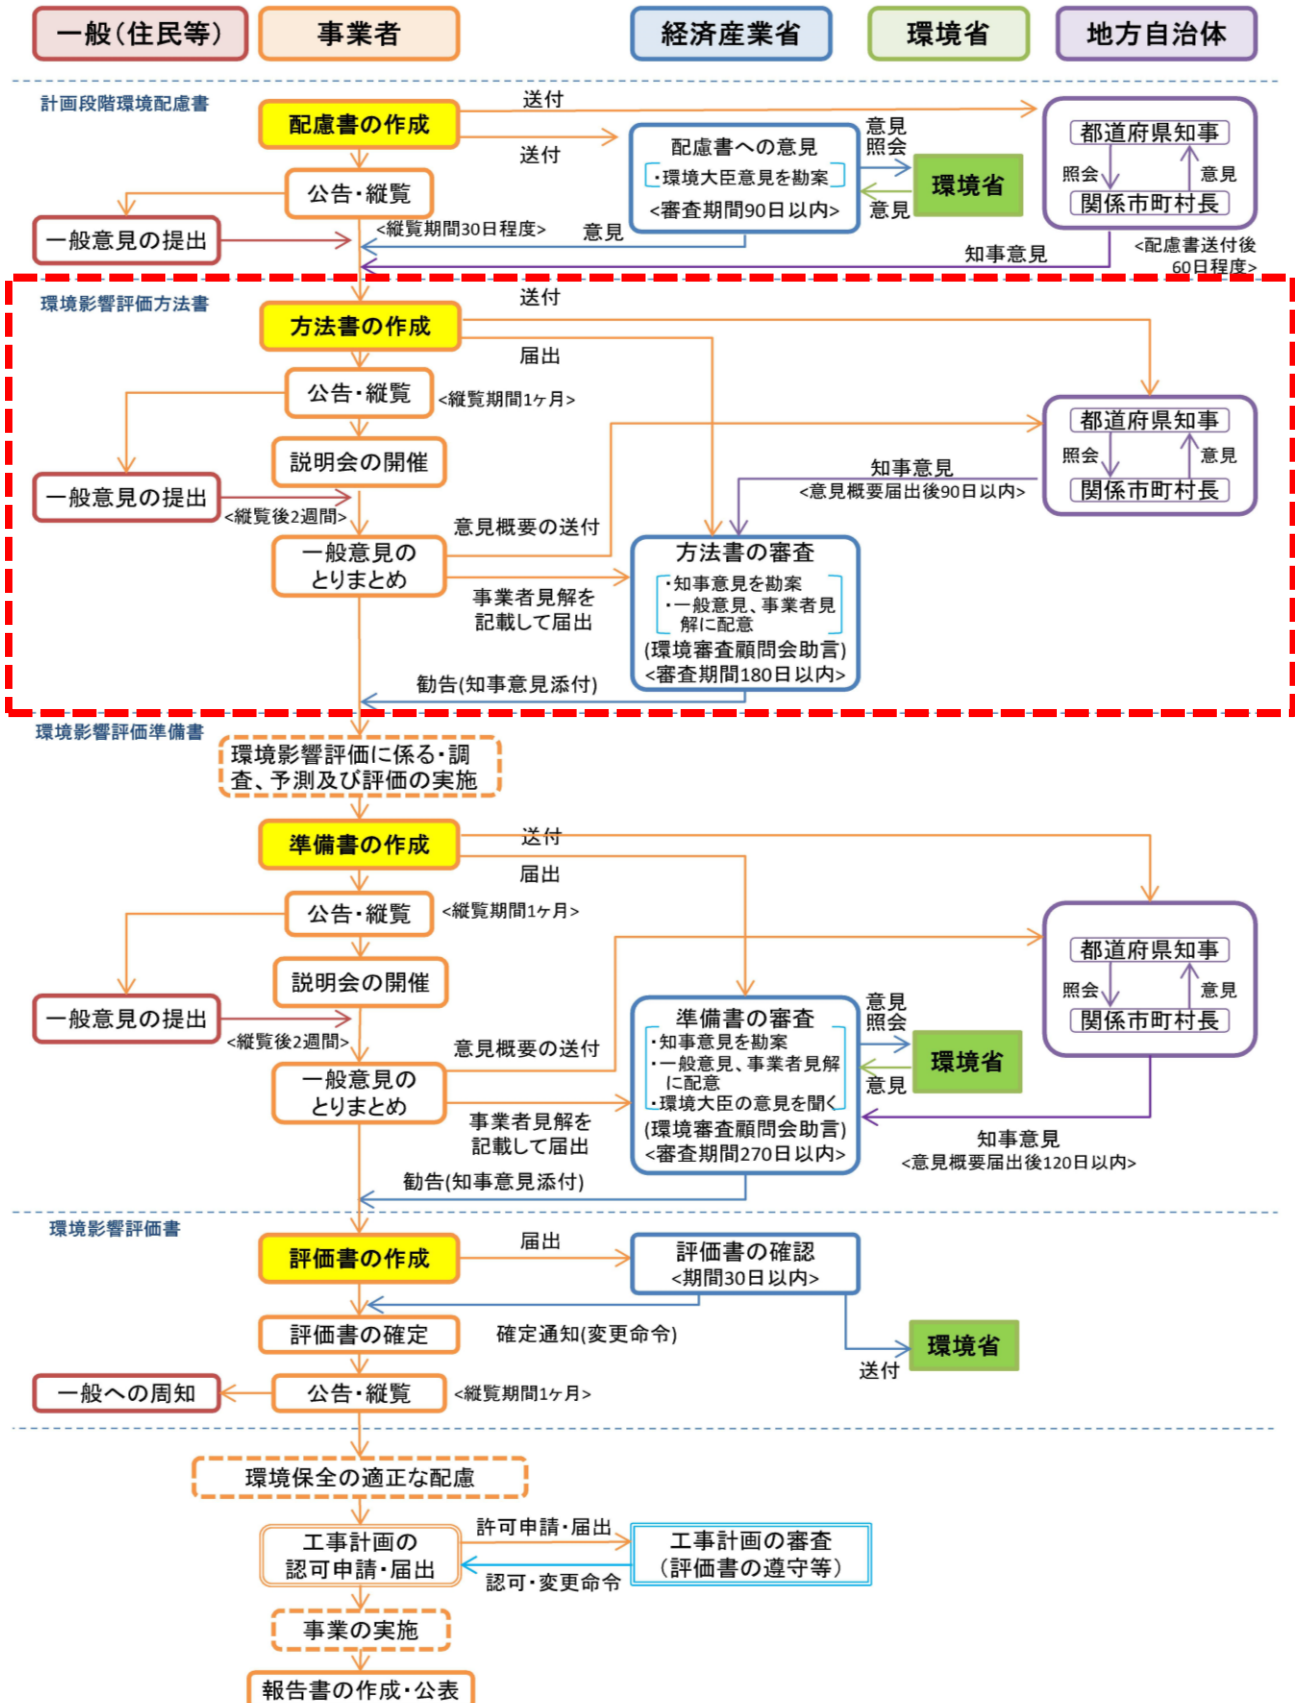 一般(住民等)
事業者
経済産業省
環境省
地方自治体
計画段階環境配慮書
配慮書の作成
送付
送付
公告・縦覧
<縦覧期間30日程度>
一般意見の提出
配慮書への意見
・環境大臣意見を勘案
<審査期間90日以内>
意見
照会
意見
環境省
都道府県知事
照会
意見
関係市町村長
意見
知事意見
<配慮書送付後
60日程度>
環境影響評価方法書
方法書の作成
送付
届出
公告・縦覧
<縦覧期間1ヶ月>
説明会の開催
一般意見の提出
<縦覧後2週間>
一般意見の
とりまとめ
意見概要の送付
事業者見解を
記載して届出
都道府県知事
照会
意見
関係市町村長
知事意見
<意見概要届出後90日以内>
方法書の審査
・知事意見を勘案
・一般意見、事業者見
解に配意
(環境審査顧問会助言)
<審査期間180日以内>
勧告(知事意見添付)
環境影響評価準備書
環境影響評価に係る・調
査、予測及び評価の実施
準備書の作成
送付
届出
公告・縦覧
<縦覧期間1ヶ月>
説明会の開催
一般意見の提出
<縦覧後2週間>
一般意見の
とりまとめ
意見概要の送付
事業者見解を
記載して届出
準備書の審査
・知事意見を勘案
・一般意見、事業者見解
に配意
・環境大臣の意見を聞く
(環境審査顧問会助言)
<審査期間270日以内>
意見
照会
意見
環境省
都道府県知事
照会
意見
関係市町村長
知事意見
<意見概要届出後120日以内>
勧告(知事意見添付)
環境影響評価書
評価書の作成
届出
評価書の確認
<期間30日以内>
確定通知(変更命令)
評価書の確定
環境省
送付
一般への周知
公告・縦覧
<縦覧期間1ヶ月>
環境保全の適正な配慮
工事計画の
認可申請・届出
許可申請・届出
認可・変更命令
工事計画の審査
(評価書の遵守等)
事業の実施
報告書の作成・公表